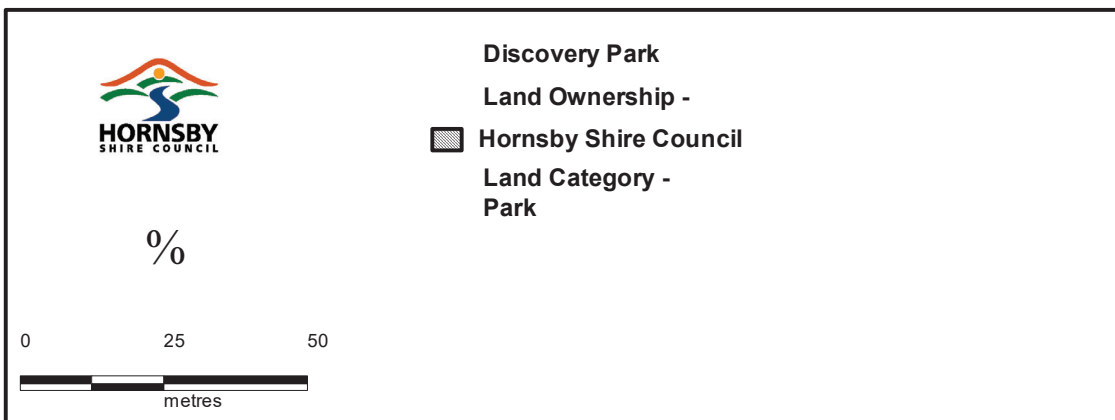 HORNSBY
SHIRE COUNCIL
%
0 25 50
metres
Discovery Park
Land Ownership -
Hornsby Shire Council
Land Category -
Park